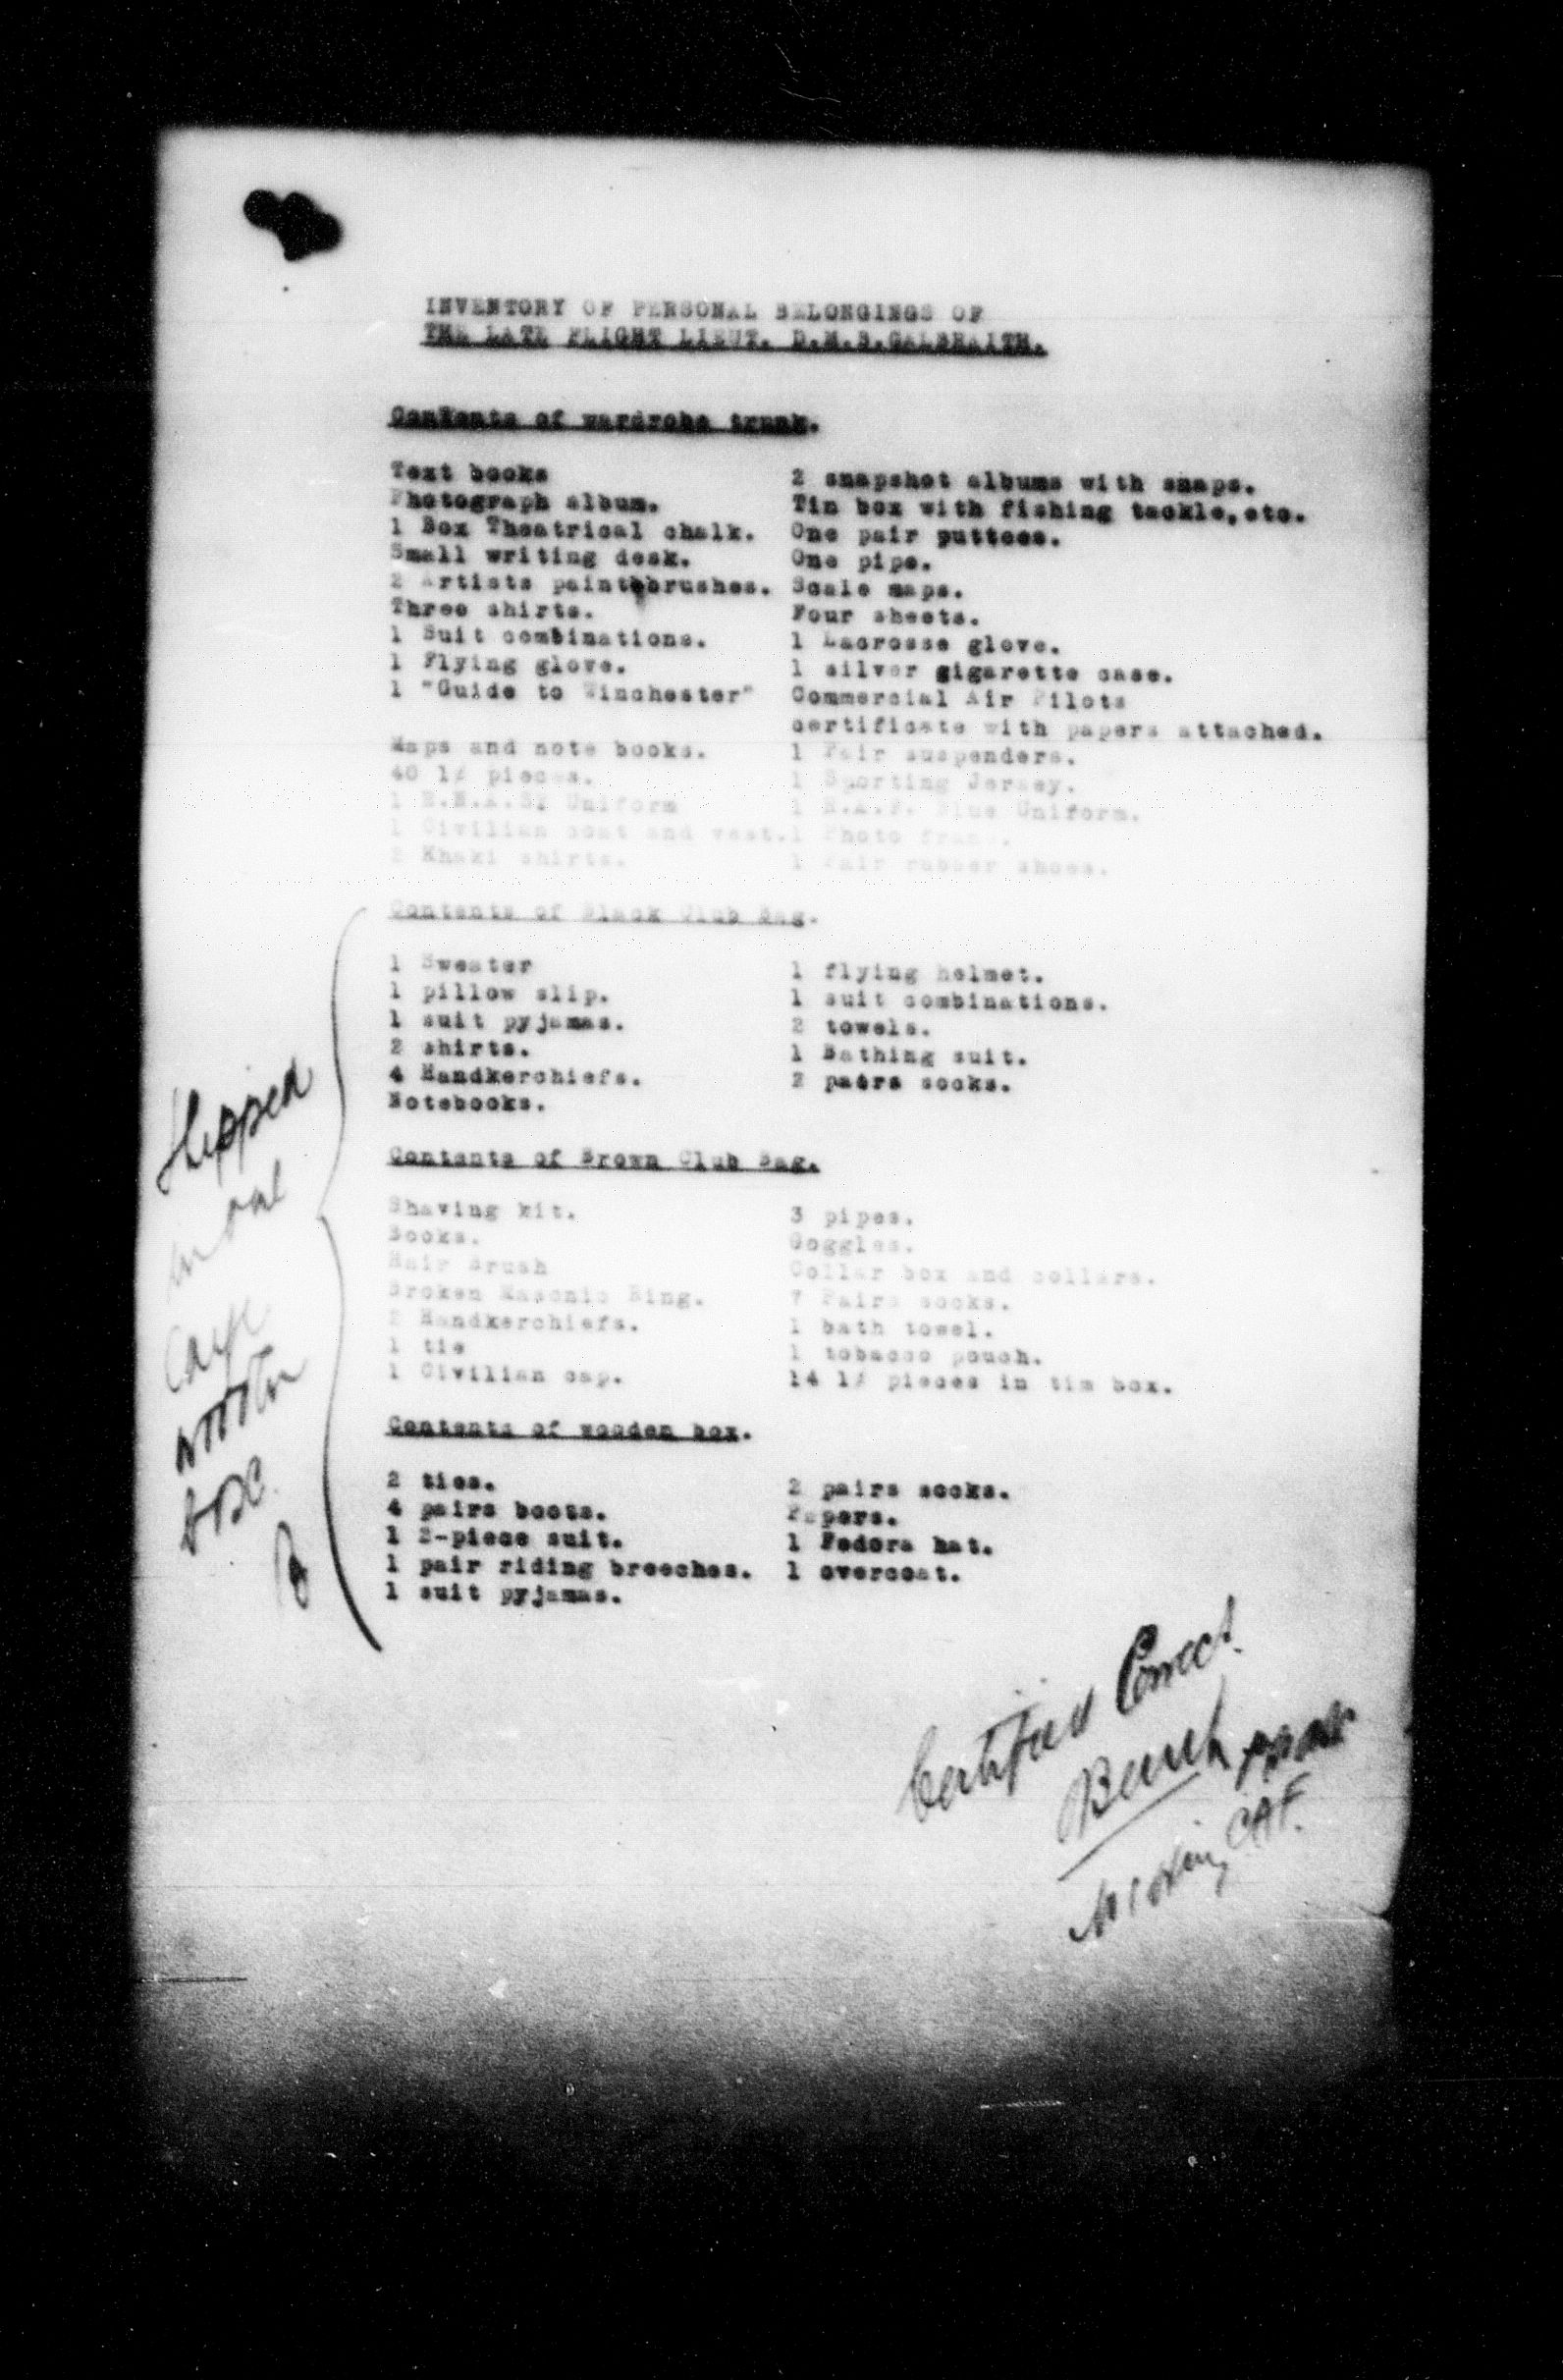 INVENTORY OF PERSONAL BELONGINGS OF
THE LATE FLIGHT LIEUT. D.M.B.GALBRAITH.
Contents of wardrobe trunk.
Text books 2 snapshot albums with snaps.
Photograph album. Tin box with fishing tackle,etc.
1 Box Theatrical chalk. One pair puttees.
Small writing desk. One pipe.
2 Artists paintbrushes. Scale maps.
Three shirts. Four sheets.
1 Suit combinations. 1 Lacrosse glove.
1 Flying glove. 1 silver gigarette case.
1 "Guide to Winchester" Commercial Air Pilots
certificate with papers attached.
Maps and note books. 1 Pair suspenders.
40 1¢ pieces. 1 Sporting Jersey.
1 R.N.A.S. Uniform 1 R.A.F. Blue Uniform.
1 Civilian coat and vest. 1 Photo frame.
Khaki shirts. 1 Pair rubber shoes.
Contents of Black Club Bag.
1 Sweater 1 flying helmet.
1 pillow slip. 1 suit combinations.
1 suit pyjamas. 2 towels.
2 shirts. 1 Bathing suit.
4 Handkerchiefs. 2 pairs socks.
Notebooks.
Contents of Brown Club Bag.
Shaving kit. 3 pipes.
Books. Goggles.
Hair Brush Collar box and collars.
Broken Masonic Ring. 7 Pairs socks.
Handkerchiefs. 1 bath towel.
1 tie 1 tobacco pouch.
1 Civilian cap. 14 1¢ pieces in tim box.
Contents of wooden box.
2 ties. 2 pairs socks.
4 pairs boots. Papers.
1 2-piece suit. 1 Fedora hat.
1 pair riding breeches. 1 overcoat.
1 suit pyjamas.
Shipped
in one
large
wooden
box
Certified Correct
CAF.